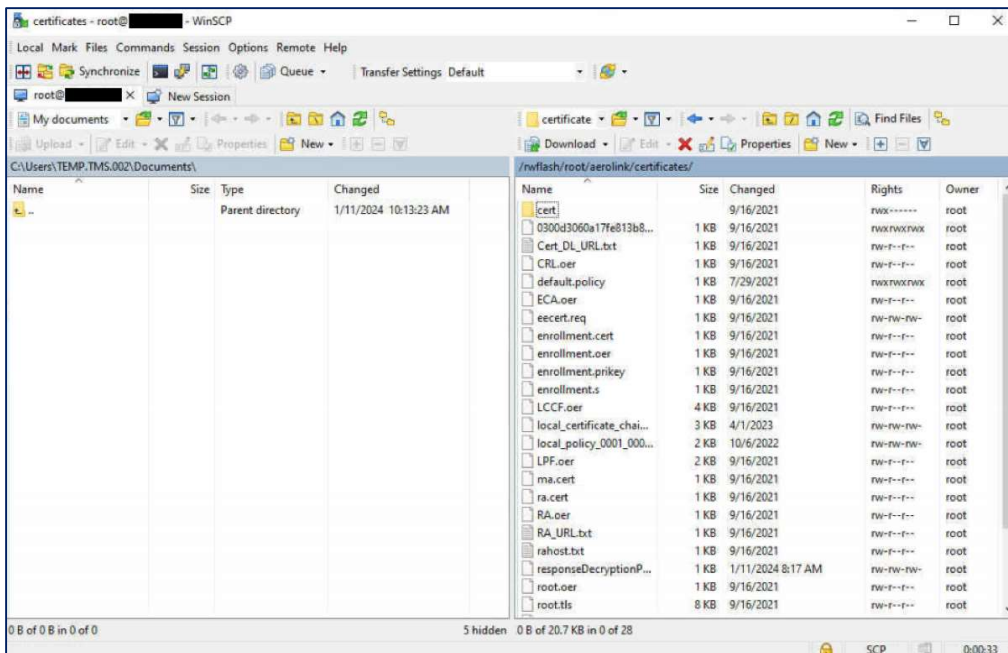 certificates - root@ - WinSCP
Local Mark Files Commands Session Options Remote Help
Synchronize Queue Transfer Settings Default
root@ New Session
My documents certificate Find Files
Upload Edit Properties New Download Edit Properties New
C:\Users\TEMP.TMS.002\Documents\ /rwflash/root/aerolink/certificates/
Name Size Type Changed Name Size Changed Rights Owner
.. Parent directory 1/11/2024 10:13:23 AM cert 9/16/2021 rwx------ root
0300d3060a17fe813b8... 1 KB 9/16/2021 rwxrwxrwx root
Cert_DL_URL.txt 1 KB 9/16/2021 rw-r--r-- root
CRL.oer 1 KB 9/16/2021 rw-r--r-- root
default.policy 1 KB 7/29/2021 rwxrwxrwx root
ECA.oer 1 KB 9/16/2021 rw-r--r-- root
eecert.req 1 KB 9/16/2021 rw-rw-rw- root
enrollment.cert 1 KB 9/16/2021 rw-r--r-- root
enrollment.oer 1 KB 9/16/2021 rw-r--r-- root
enrollment.prikey 1 KB 9/16/2021 rw-r--r-- root
enrollment.s 1 KB 9/16/2021 rw-r--r-- root
LCCF.oer 4 KB 9/16/2021 rw-r--r-- root
local_certificate_chai... 3 KB 4/1/2023 rw-rw-rw- root
local_policy_0001_000... 2 KB 10/6/2022 rw-rw-rw- root
LPF.oer 2 KB 9/16/2021 rw-r--r-- root
ma.cert 1 KB 9/16/2021 rw-r--r-- root
ra.cert 1 KB 9/16/2021 rw-r--r-- root
RA.oer 1 KB 9/16/2021 rw-r--r-- root
RA_URL.txt 1 KB 9/16/2021 rw-r--r-- root
rahost.txt 1 KB 9/16/2021 rw-r--r-- root
responseDecryptionP... 1 KB 1/11/2024 8:17 AM rw-rw-rw- root
root.oer 1 KB 9/16/2021 rw-r--r-- root
root.tls 8 KB 9/16/2021 rw-r--r-- root
0 B of 0 B in 0 of 0 5 hidden 0 B of 20.7 KB in 0 of 28
SCP 0:00:33